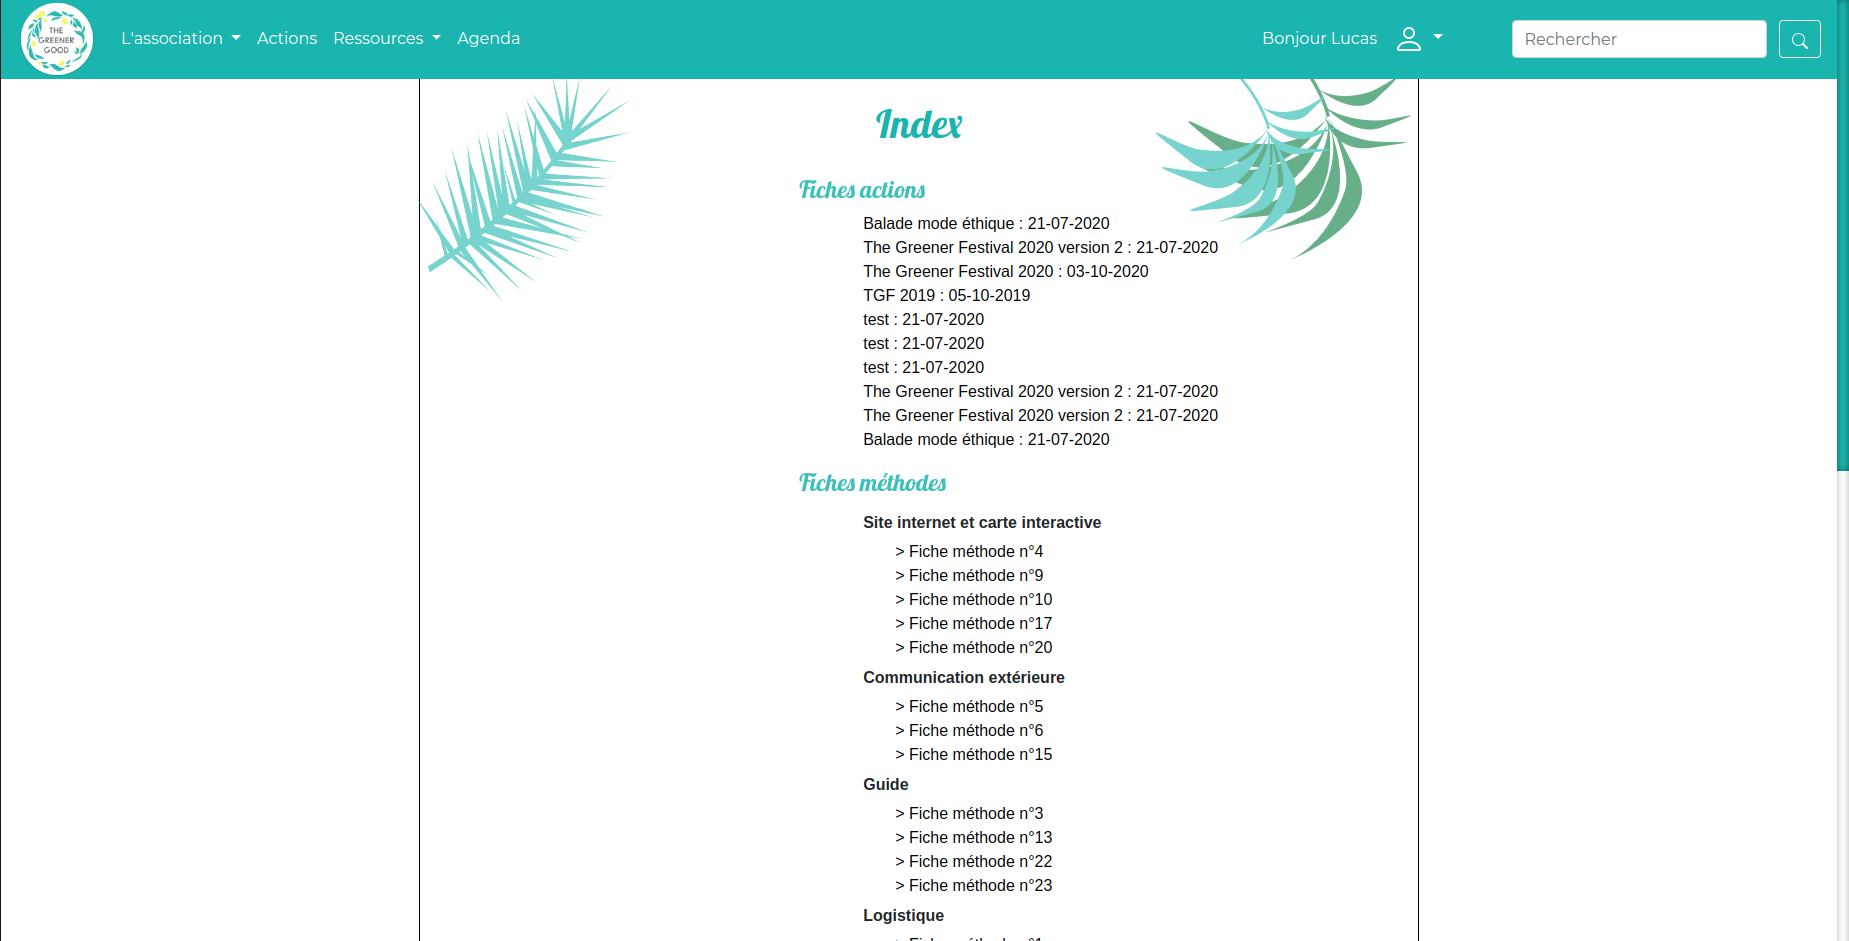 THE
GREENER
GOOD
L'association
Actions
Ressources
Agenda
Bonjour Lucas
Rechercher
Index
Fiches actions
Balade mode éthique : 21-07-2020
The Greener Festival 2020 version 2 : 21-07-2020
The Greener Festival 2020 : 03-10-2020
TGF 2019 : 05-10-2019
test : 21-07-2020
test : 21-07-2020
test : 21-07-2020
The Greener Festival 2020 version 2 : 21-07-2020
The Greener Festival 2020 version 2 : 21-07-2020
Balade mode éthique : 21-07-2020
Fiches méthodes
Site internet et carte interactive
> Fiche méthode n°4
> Fiche méthode n°9
> Fiche méthode n°10
> Fiche méthode n°17
> Fiche méthode n°20
Communication extérieure
> Fiche méthode n°5
> Fiche méthode n°6
> Fiche méthode n°15
Guide
> Fiche méthode n°3
> Fiche méthode n°13
> Fiche méthode n°22
> Fiche méthode n°23
Logistique